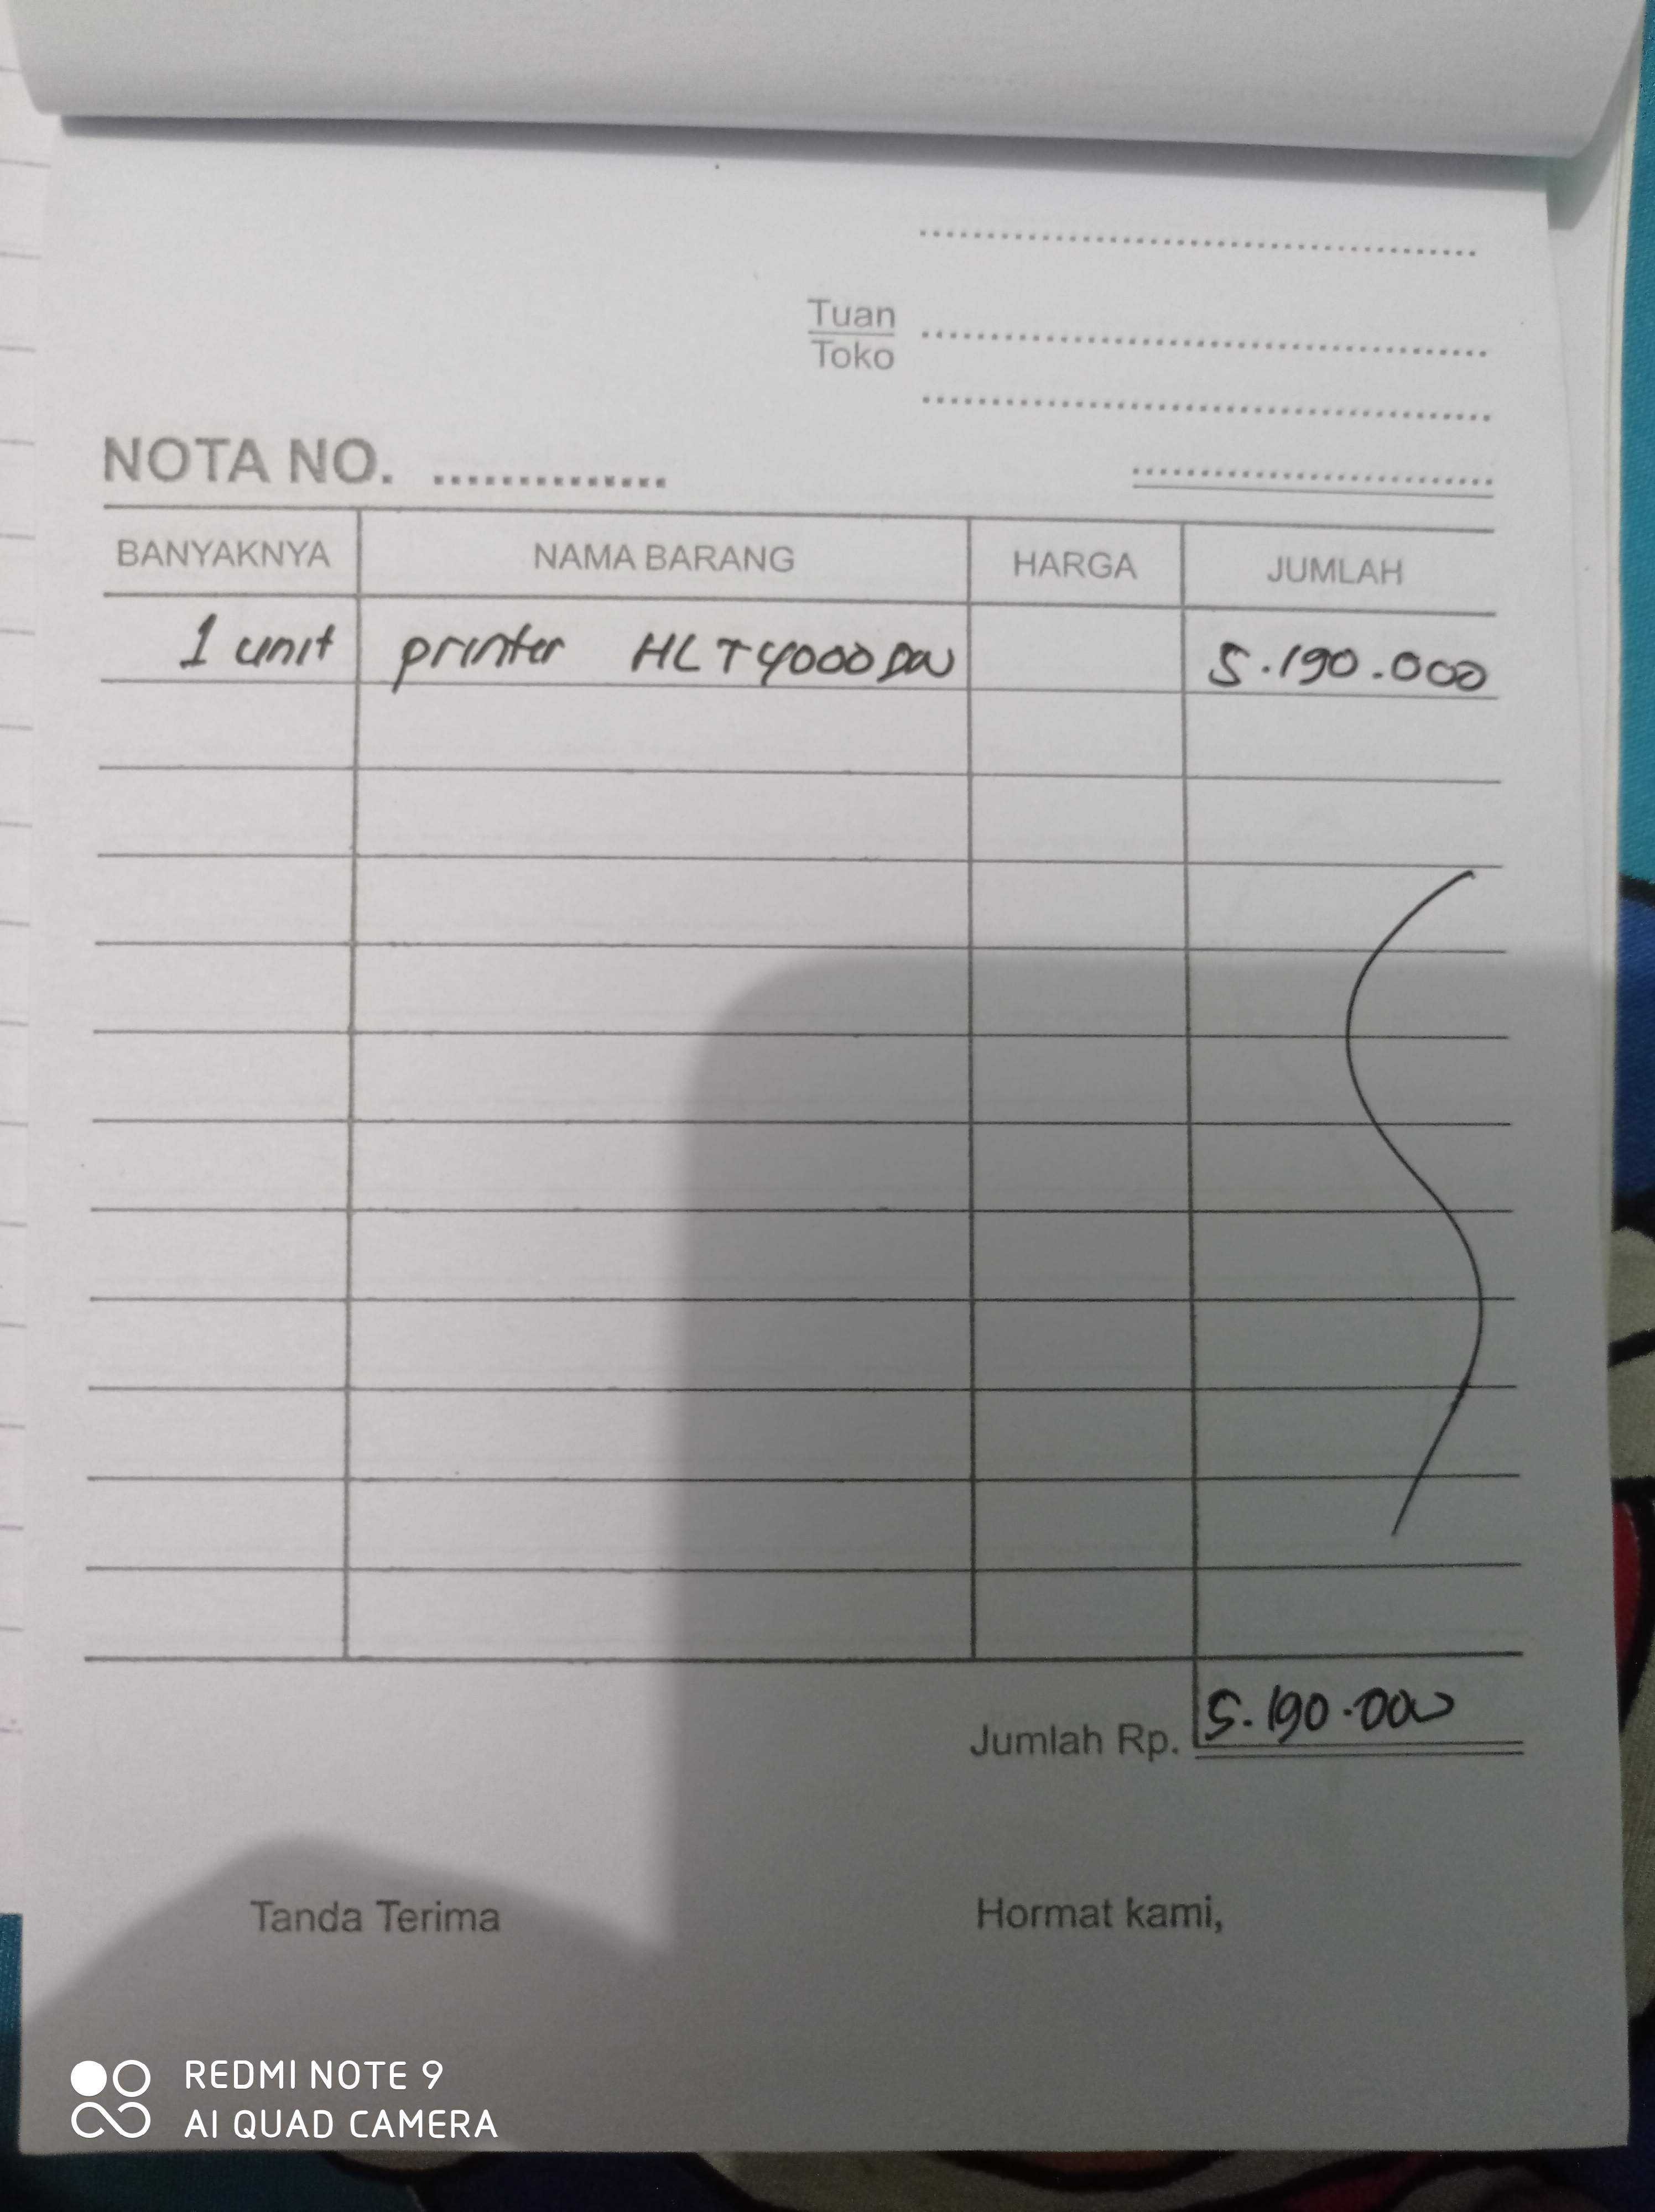 Tuan
Toko
NOTA NO.
BANYAKNYA NAMA BARANG HARGA JUMLAH
1 unit printer HLT4000DW 5.190.000
Jumlah Rp. 5.190.000
Tanda Terima Hormat kami,
REDMI NOTE 9
AI QUAD CAMERA